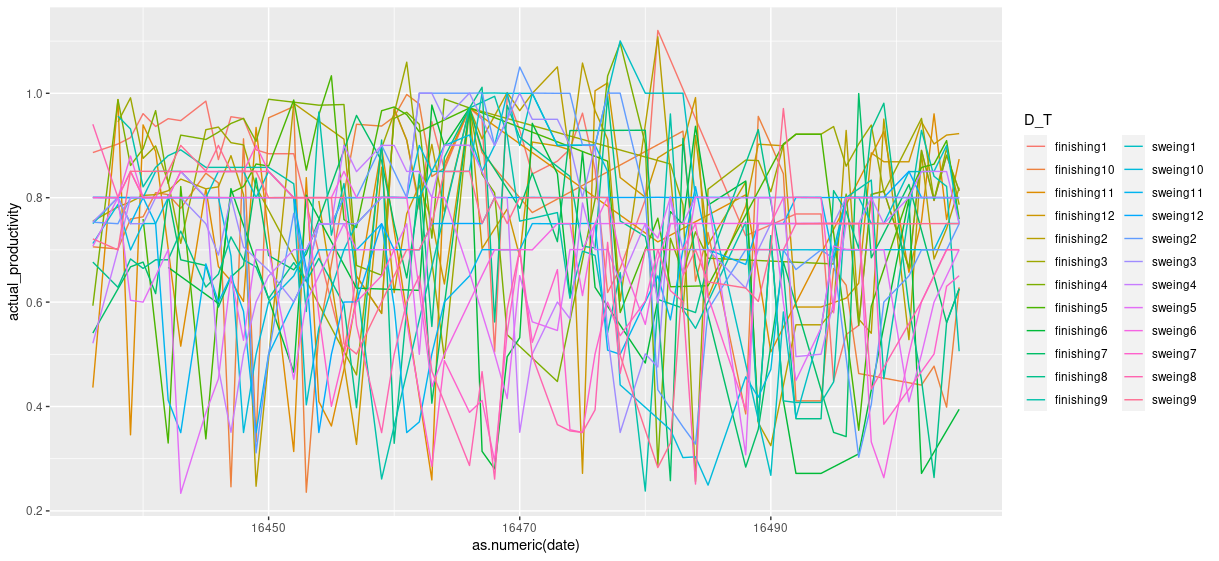 1.0
0.8
0.6
0.4
0.2
actual_productivity
16450
16470
16490
as.numeric(date)
D_T
finishing1
finishing10
finishing11
finishing12
finishing2
finishing3
finishing4
finishing5
finishing6
finishing7
finishing8
finishing9
sweing1
sweing10
sweing11
sweing12
sweing2
sweing3
sweing4
sweing5
sweing6
sweing7
sweing8
sweing9